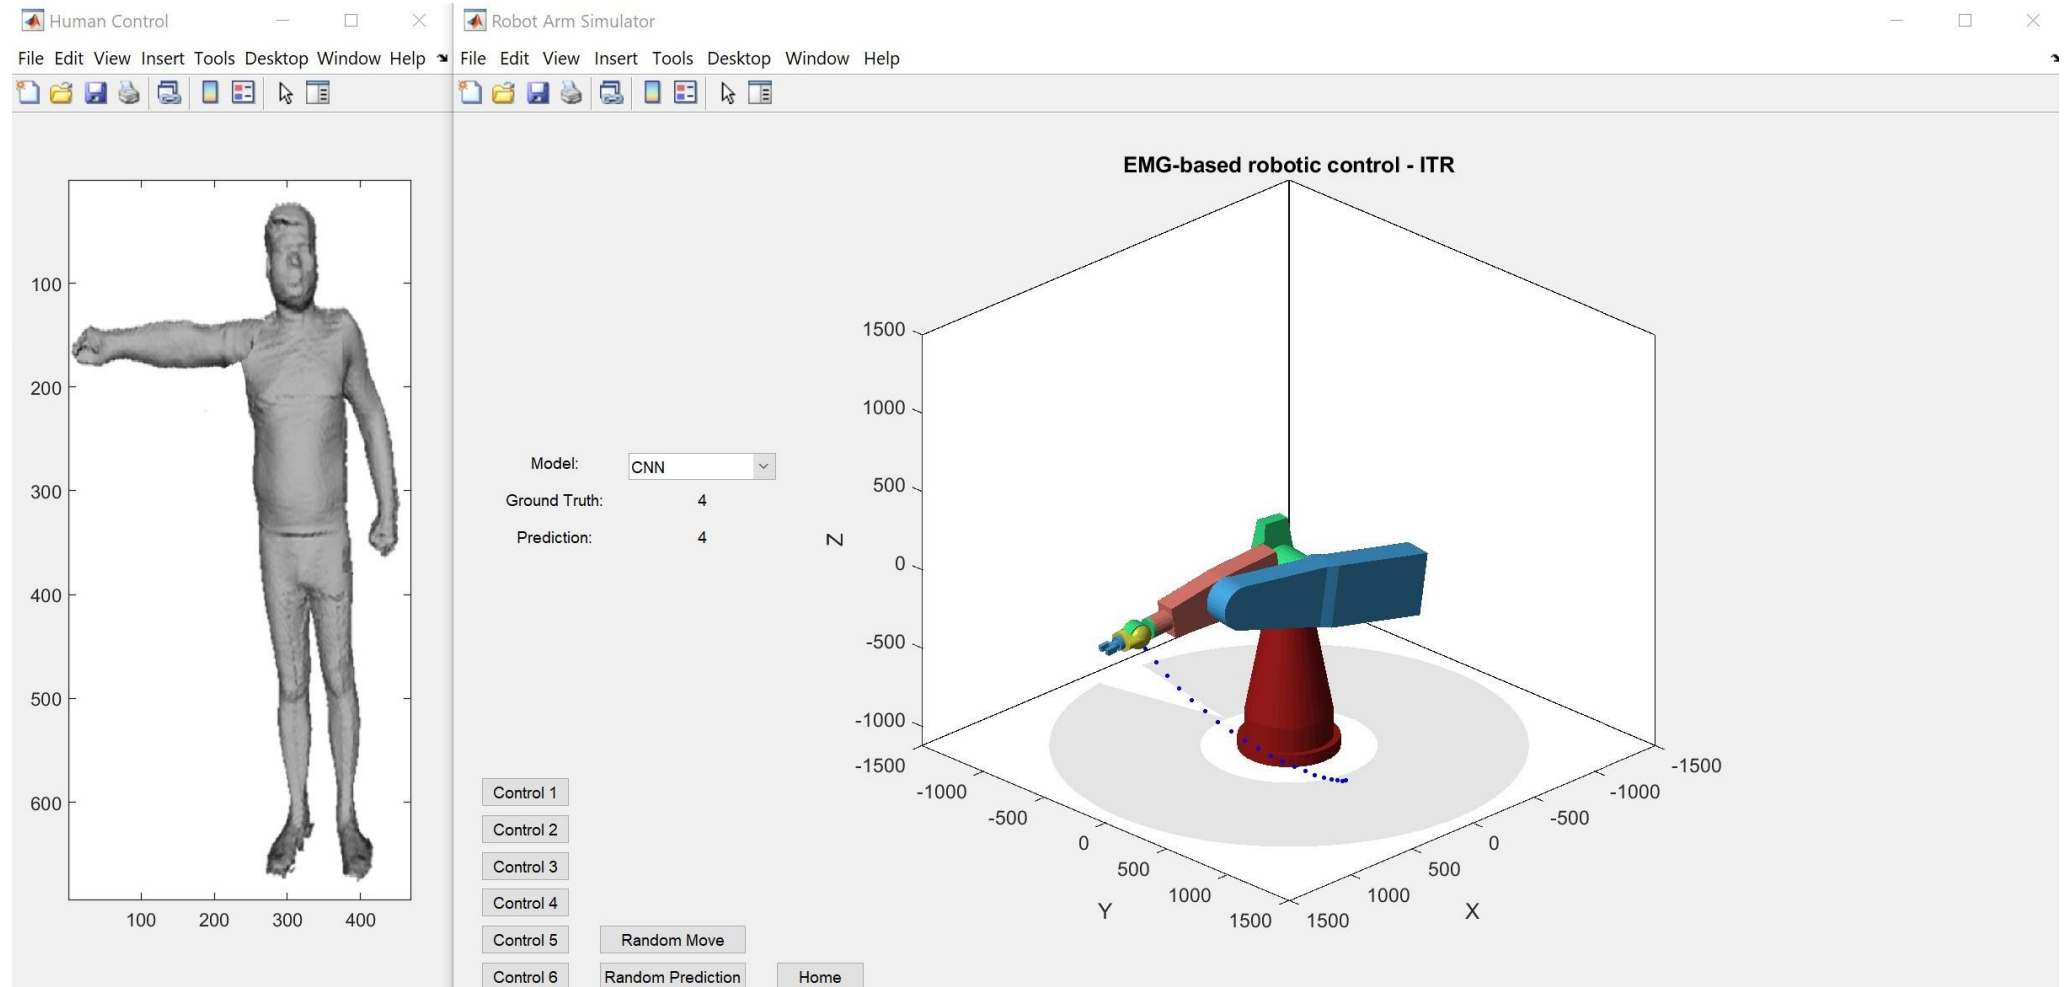 Human Control
File Edit View Insert Tools Desktop Window Help
100
200
300
400
500
600
100 200 300 400
Robot Arm Simulator
File Edit View Insert Tools Desktop Window Help
EMG-based robotic control - ITR
Model: CNN
Ground Truth: 4
Prediction: 4
Control 1
Control 2
Control 3
Control 4
Control 5 Random Move
Control 6 Random Prediction Home
1500
1000
500
0
-500
-1000
-1500
Z
-1000
-500
0
500
1000
1500
Y
-1500
-1000
-500
0
500
1000
1500
X